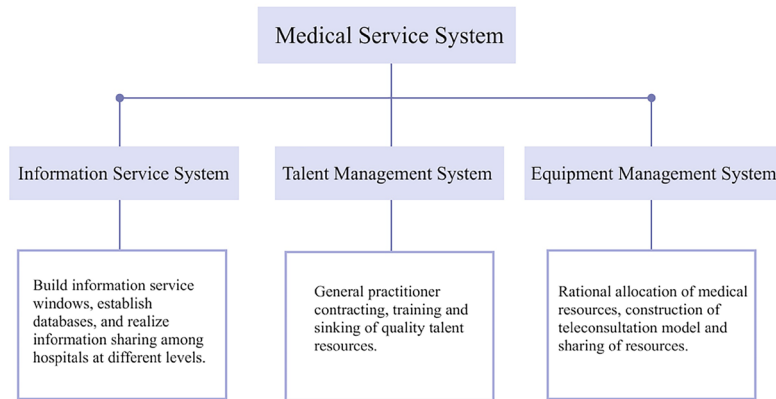 Medical Service System
Information Service System
Talent Management System
Equipment Management System
Build information service
windows, establish
databases, and realize
information sharing among
hospitals at different levels.
General practitioner
contracting, training and
sinking of quality talent
resources.
Rational allocation of medical
resources, construction of
teleconsultation model and
sharing of resources.